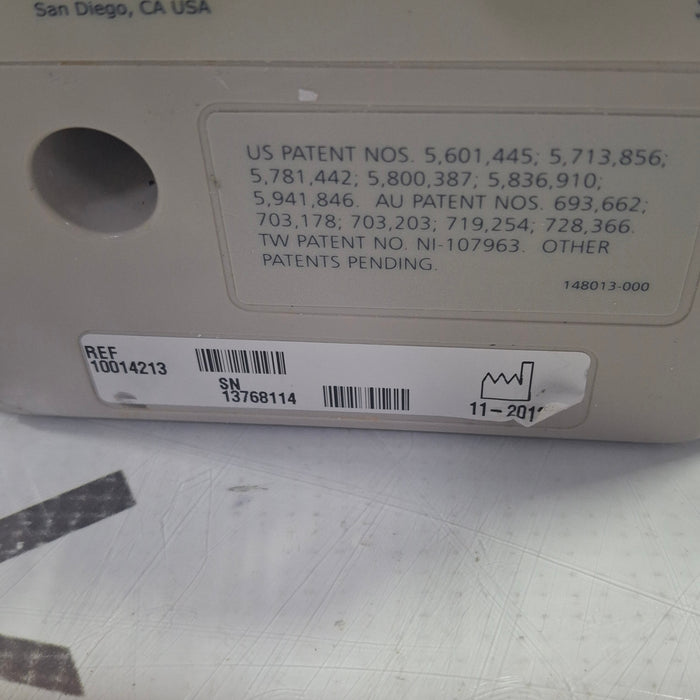 San Diego, CA USA
US PATENT NOS. 5,601,445; 5,713,856;
5,781,442; 5,800,387; 5,836,910;
5,941,846. AU PATENT NOS. 693,662;
703,178; 703,203; 719,254; 728,366.
TW PATENT NO. NI-107963. OTHER
PATENTS PENDING.
148013-000
REF
10014213
SN
13768114